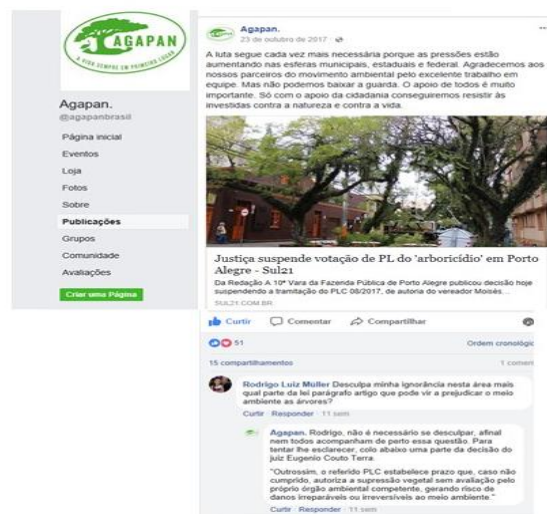 AGAPAN
A VIDA SEMPRE EM PRIMEIRO LUGAR
Agapan.
@agapanbrasil
Página inicial
Eventos
Loja
Fotos
Sobre
Publicações
Grupos
Comunidade
Avaliações
Criar uma Página
Agapan.
23 de outubro de 2017 ·
A luta segue cada vez mais necessária porque as pressões estão
aumentando nas esferas municipais, estaduais e federal. Agradecemos aos
nossos parceiros do movimento ambiental pelo excelente trabalho em
equipe. Mas não podemos baixar a guarda. O apoio de todos é muito
importante. Só com o apoio da cidadania conseguiremos resistir às
investidas contra a natureza e contra a vida.
Justiça suspende votação de PL do 'arboricídio' em Porto
Alegre - Sul21
Da Redação A 10ª Vara da Fazenda Pública de Porto Alegre publicou decisão hoje
suspendendo a tramitação do PLC 08/2017, de autoria do vereador Moisés...
SUL21.COM.BR
Curtir Comentar Compartilhar
51 Ordem cronológic
15 compartilhamentos 1 coment
Rodrigo Luiz Müller Desculpa minha ignorância nesta área mais
qual parte da lei parágrafo artigo que pode vir a prejudicar o meio
ambiente as árvores?
Curtir · Responder · 11 sem
Agapan. Rodrigo, não é necessário se desculpar, afinal
nem todos acompanham de perto essa questão. Para
tentar lhe esclarecer, colo abaixo uma parte da decisão do
juiz Eugenio Couto Terra.
"Outrossim, o referido PLC estabelece prazo que, caso não
cumprido, autoriza a supressão vegetal sem avaliação pelo
próprio órgão ambiental competente, gerando risco de
danos irreparáveis ou irreversíveis ao meio ambiente."
Curtir · Responder · 11 sem